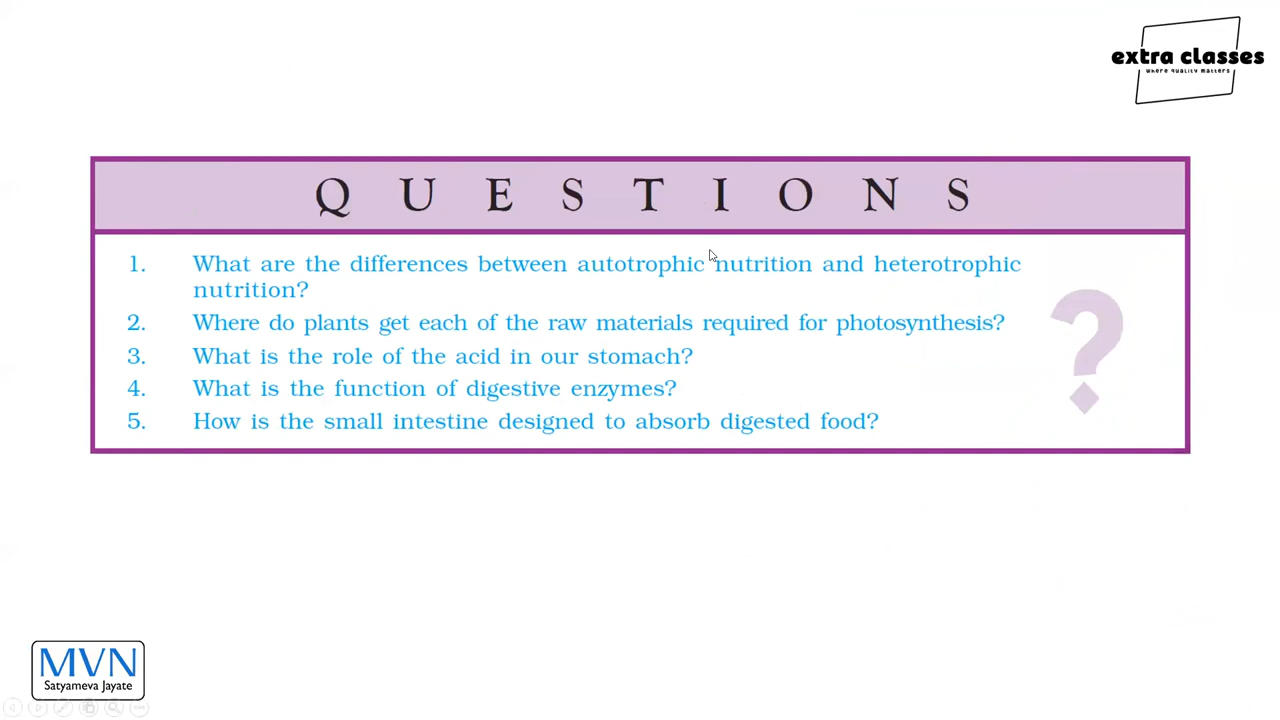 extra classes
where quality matters
Q U E S T I O N S
1. What are the differences between autotrophic nutrition and heterotrophic
nutrition?
2. Where do plants get each of the raw materials required for photosynthesis?
3. What is the role of the acid in our stomach?
4. What is the function of digestive enzymes?
5. How is the small intestine designed to absorb digested food?
?
MVN
Satyameva Jayate